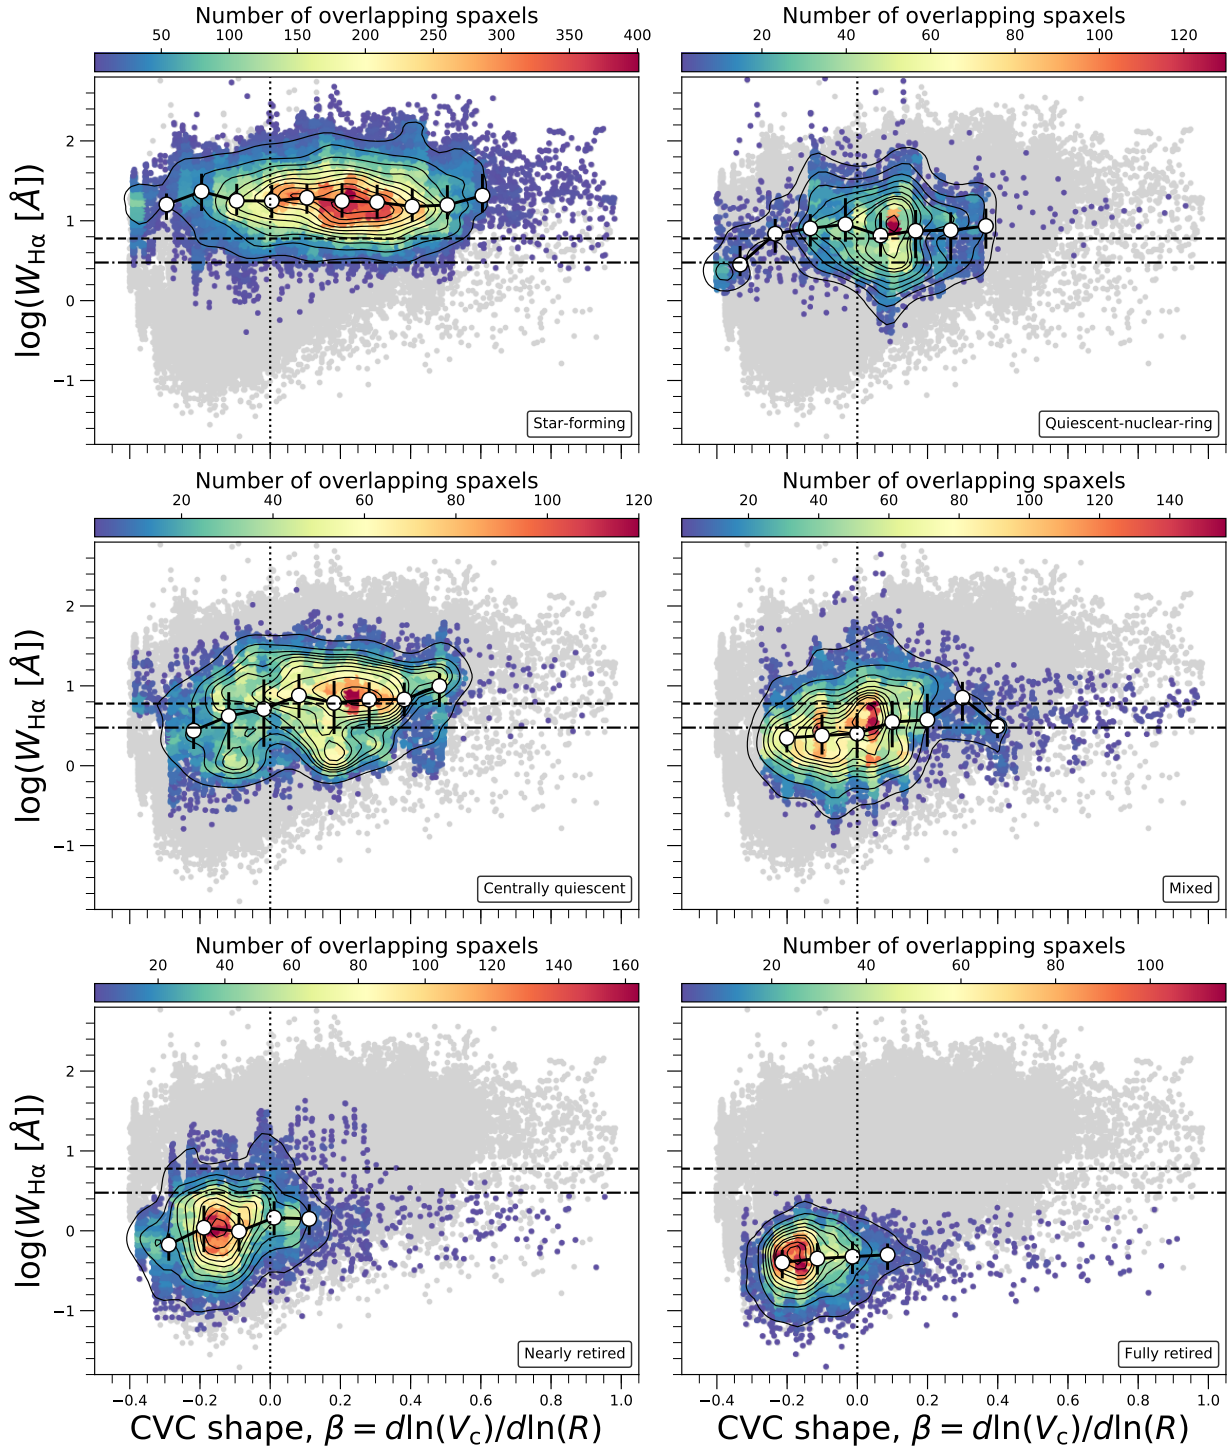 Number of overlapping spaxels
50 100 150 200 250 300 350 400
Number of overlapping spaxels
20 40 60 80 100 120
log(W_Hα [Å])
2
1
0
−1
Star-forming
Quiescent-nuclear-ring
Number of overlapping spaxels
20 40 60 80 100 120
Number of overlapping spaxels
20 40 60 80 100 120 140
log(W_Hα [Å])
2
1
0
−1
Centrally quiescent
Mixed
Number of overlapping spaxels
20 40 60 80 100 120 140 160
Number of overlapping spaxels
20 40 60 80 100
log(W_Hα [Å])
2
1
0
−1
Nearly retired
Fully retired
−0.4 −0.2 0.0 0.2 0.4 0.6 0.8 1.0
−0.4 −0.2 0.0 0.2 0.4 0.6 0.8 1.0
CVC shape, β = dln(V_c)/dln(R)
CVC shape, β = dln(V_c)/dln(R)